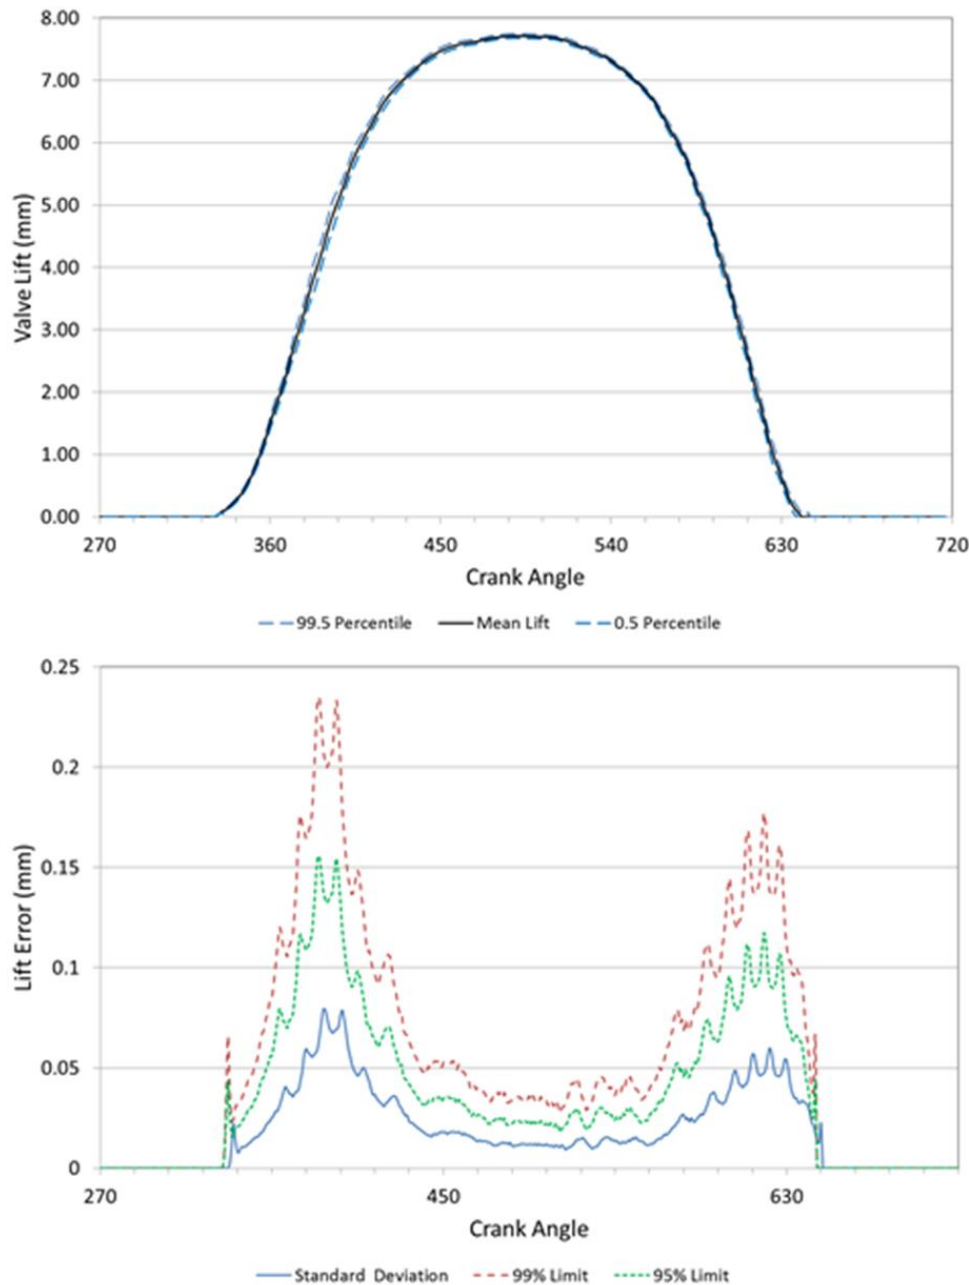 8.00
7.00
6.00
5.00
4.00
3.00
2.00
1.00
0.00
Valve Lift (mm)
270 360 450 540 630 720
Crank Angle
99.5 Percentile Mean Lift 0.5 Percentile
0.25
0.2
0.15
0.1
0.05
0
Lift Error (mm)
270 450 630
Crank Angle
Standard Deviation 99% Limit 95% Limit